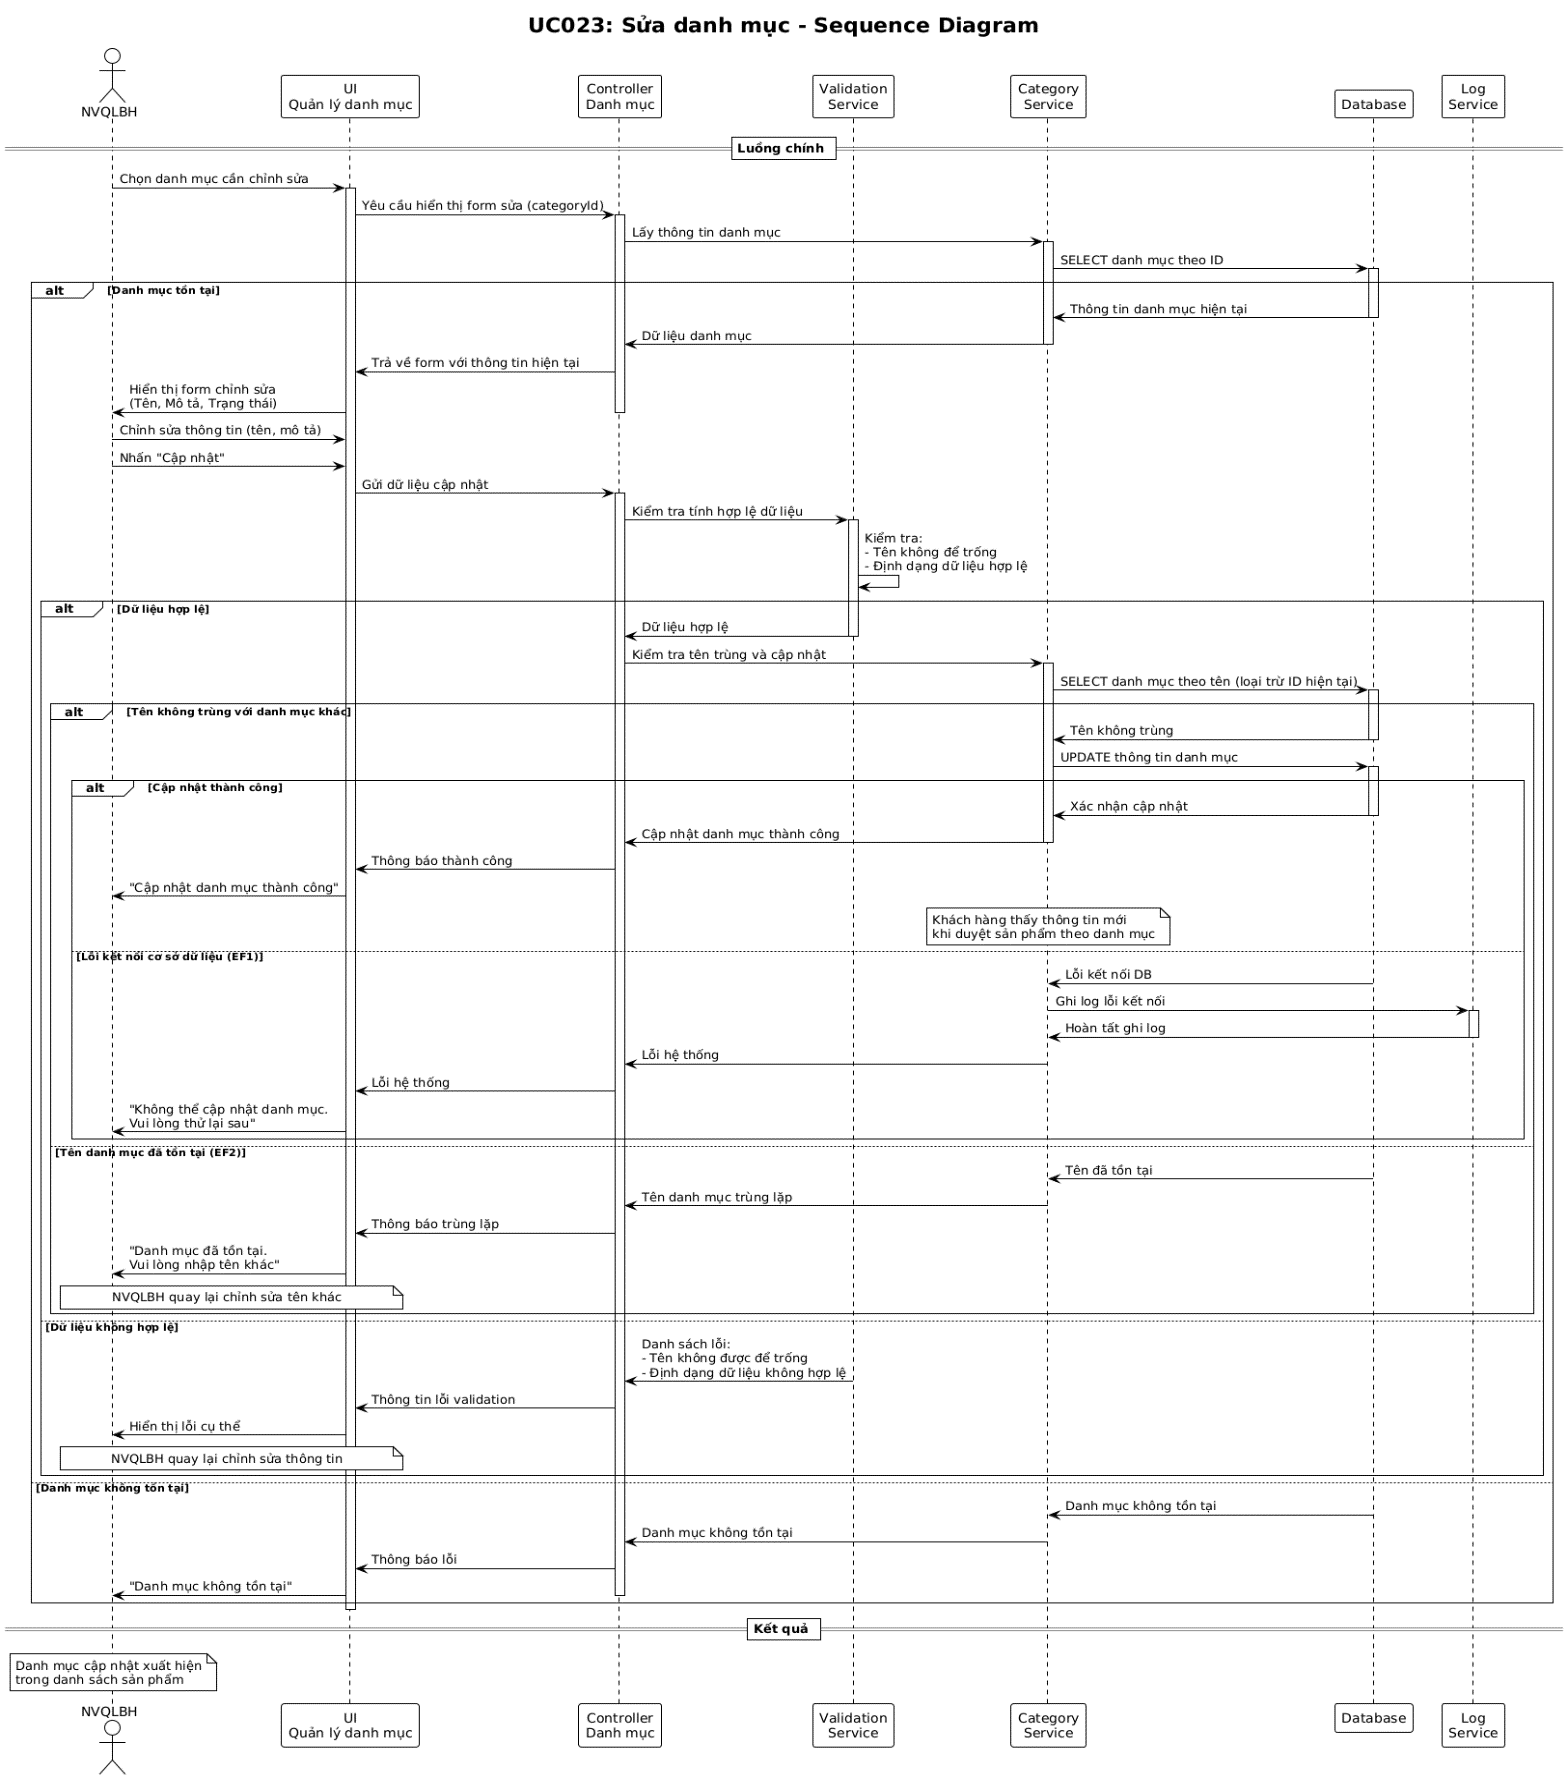 UC023: Sửa danh mục - Sequence Diagram
NVQLBH
UI
Quản lý danh mục
Controller
Danh mục
Validation
Service
Category
Service
Database
Log
Service
Luồng chính
Chọn danh mục cần chỉnh sửa
Yêu cầu hiển thị form sửa (categoryId)
Lấy thông tin danh mục
SELECT danh mục theo ID
alt
[Danh mục tồn tại]
Thông tin danh mục hiện tại
Dữ liệu danh mục
Trả về form với thông tin hiện tại
Hiển thị form chỉnh sửa
(Tên, Mô tả, Trạng thái)
Chỉnh sửa thông tin (tên, mô tả)
Nhấn "Cập nhật"
Gửi dữ liệu cập nhật
Kiểm tra tính hợp lệ dữ liệu
Kiểm tra:
- Tên không để trống
- Định dạng dữ liệu hợp lệ
alt
[Dữ liệu hợp lệ]
Dữ liệu hợp lệ
Kiểm tra tên trùng và cập nhật
SELECT danh mục theo tên (loại trừ ID hiện tại)
alt
[Tên không trùng với danh mục khác]
Tên không trùng
UPDATE thông tin danh mục
alt
[Cập nhật thành công]
Xác nhận cập nhật
Cập nhật danh mục thành công
Thông báo thành công
"Cập nhật danh mục thành công"
Khách hàng thấy thông tin mới
khi duyệt sản phẩm theo danh mục
[Lỗi kết nối cơ sở dữ liệu (EF1)]
Lỗi kết nối DB
Ghi log lỗi kết nối
Hoàn tất ghi log
Lỗi hệ thống
Lỗi hệ thống
"Không thể cập nhật danh mục.
Vui lòng thử lại sau"
[Tên danh mục đã tồn tại (EF2)]
Tên đã tồn tại
Tên danh mục trùng lặp
Thông báo trùng lặp
"Danh mục đã tồn tại.
Vui lòng nhập tên khác"
NVQLBH quay lại chỉnh sửa tên khác
[Dữ liệu không hợp lệ]
Danh sách lỗi:
- Tên không được để trống
- Định dạng dữ liệu không hợp lệ
Thông tin lỗi validation
Hiển thị lỗi cụ thể
NVQLBH quay lại chỉnh sửa thông tin
[Danh mục không tồn tại]
Danh mục không tồn tại
Danh mục không tồn tại
Thông báo lỗi
"Danh mục không tồn tại"
Kết quả
Danh mục cập nhật xuất hiện
trong danh sách sản phẩm
NVQLBH
UI
Quản lý danh mục
Controller
Danh mục
Validation
Service
Category
Service
Database
Log
Service